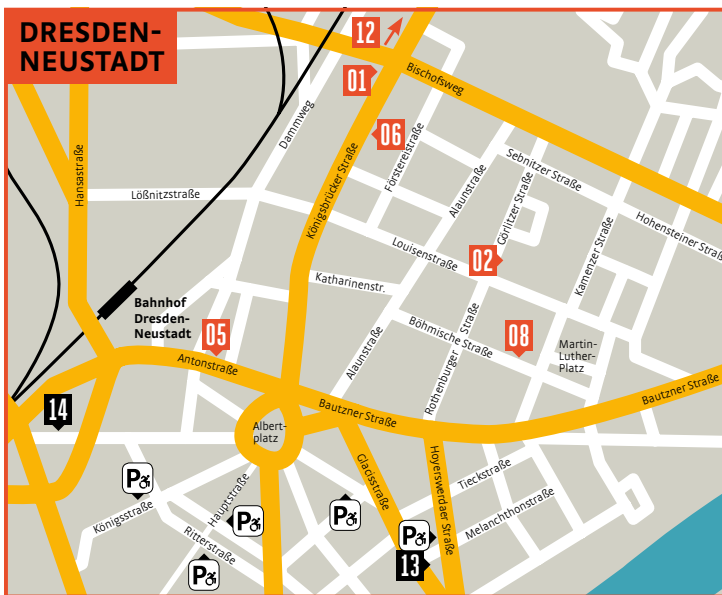 DRESDEN-
NEUSTADT
12
01
Bischofsweg
06
Dammweg
Hansastraße
Königsbrücker Straße
Förstereistraße
Alaunstraße
Sebnitzer Straße
Görlitzer Straße
Lößnitzstraße
Louisenstraße
02
Kamenzer Straße
Hohensteiner Straße
Katharinenstr.
Bahnhof
Dresden-
Neustadt
05
Antonstraße
Alaunstraße
Böhmische Straße
Rothenburger Straße
08
Martin-
Luther-
Platz
14
Bautzner Straße
Bautzner Straße
Albert-
platz
Glacisstraße
Hoyerswerdaer Straße
Tieckstraße
Melanchthonstraße
P
Königsstraße
Hauptstraße
P
P
P
Ritterstraße
P
13